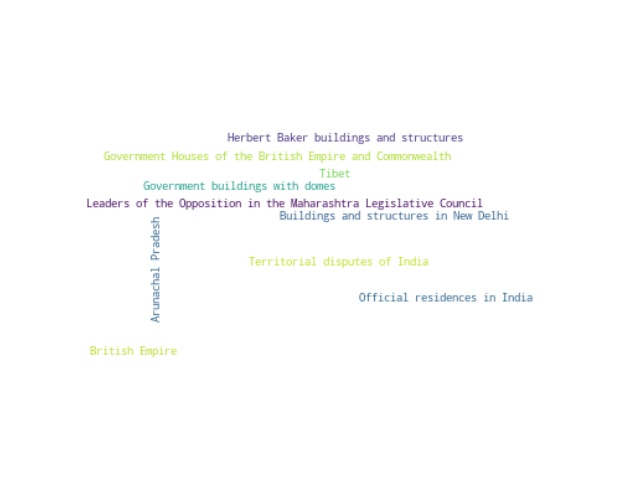 Herbert Baker buildings and structures
Government Houses of the British Empire and Commonwealth
Tibet
Government buildings with domes
Leaders of the Opposition in the Maharashtra Legislative Council
Buildings and structures in New Delhi
Arunachal Pradesh
Territorial disputes of India
Official residences in India
British Empire